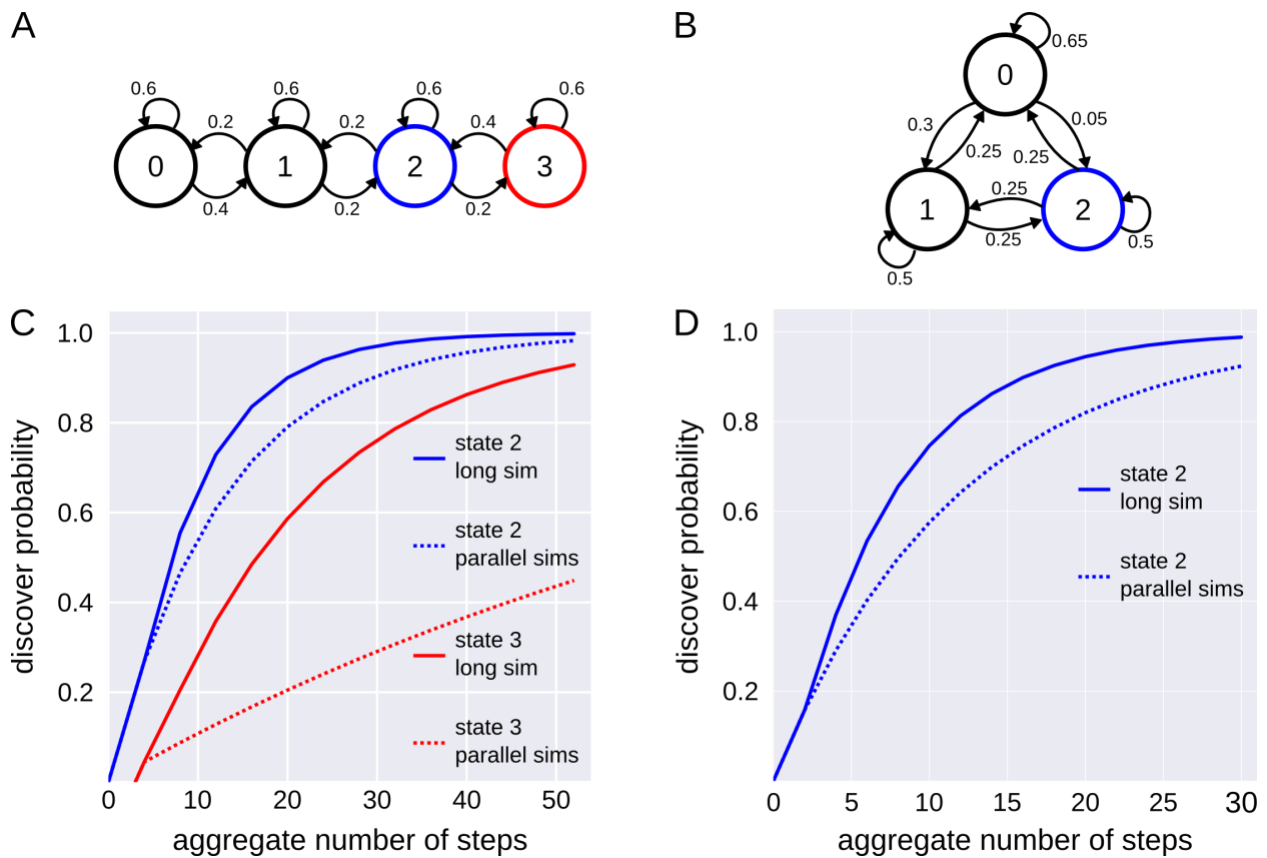 A
0.6
0.6
0.6
0.6
0.2
0.2
0.4
0
1
2
3
0.4
0.2
0.2
B
0.65
0
0.3
0.05
0.25
0.25
1
0.25
2
0.25
0.5
0.5
C
1.0
0.8
0.6
0.4
0.2
discover probability
state 2
long sim
state 2
parallel sims
state 3
long sim
state 3
parallel sims
0
10
20
30
40
50
aggregate number of steps
D
1.0
0.8
0.6
0.4
0.2
discover probability
state 2
long sim
state 2
parallel sims
0
5
10
15
20
25
30
aggregate number of steps